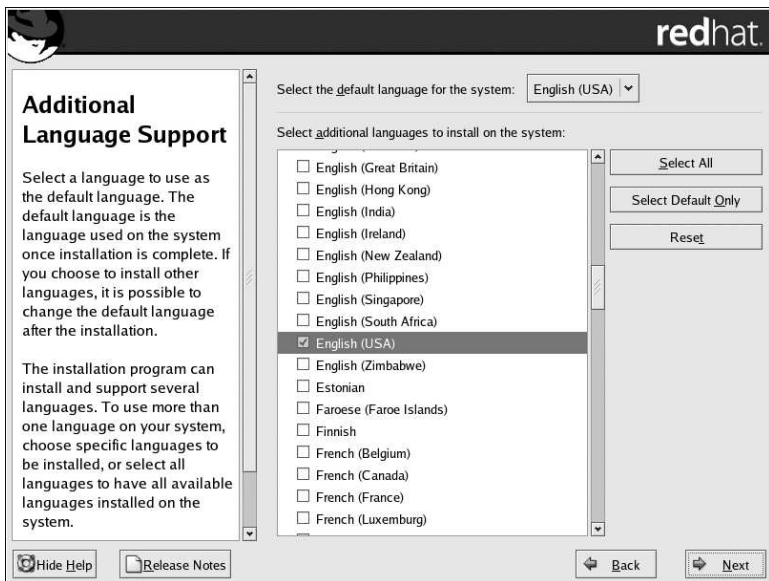 redhat.
Additional
Language Support
Select a language to use as
the default language. The
default language is the
language used on the system
once installation is complete. If
you choose to install other
languages, it is possible to
change the default language
after the installation.
The installation program can
install and support several
languages. To use more than
one language on your system,
choose specific languages to
be installed, or select all
languages to have all available
languages installed on the
system.
Select the default language for the system: English (USA)
Select additional languages to install on the system:
English (Great Britain)
English (Hong Kong)
English (India)
English (Ireland)
English (New Zealand)
English (Philippines)
English (Singapore)
English (South Africa)
English (USA)
English (Zimbabwe)
Estonian
Faroese (Faroe Islands)
Finnish
French (Belgium)
French (Canada)
French (France)
French (Luxemburg)
Select All
Select Default Only
Reset
Hide Help
Release Notes
Back
Next